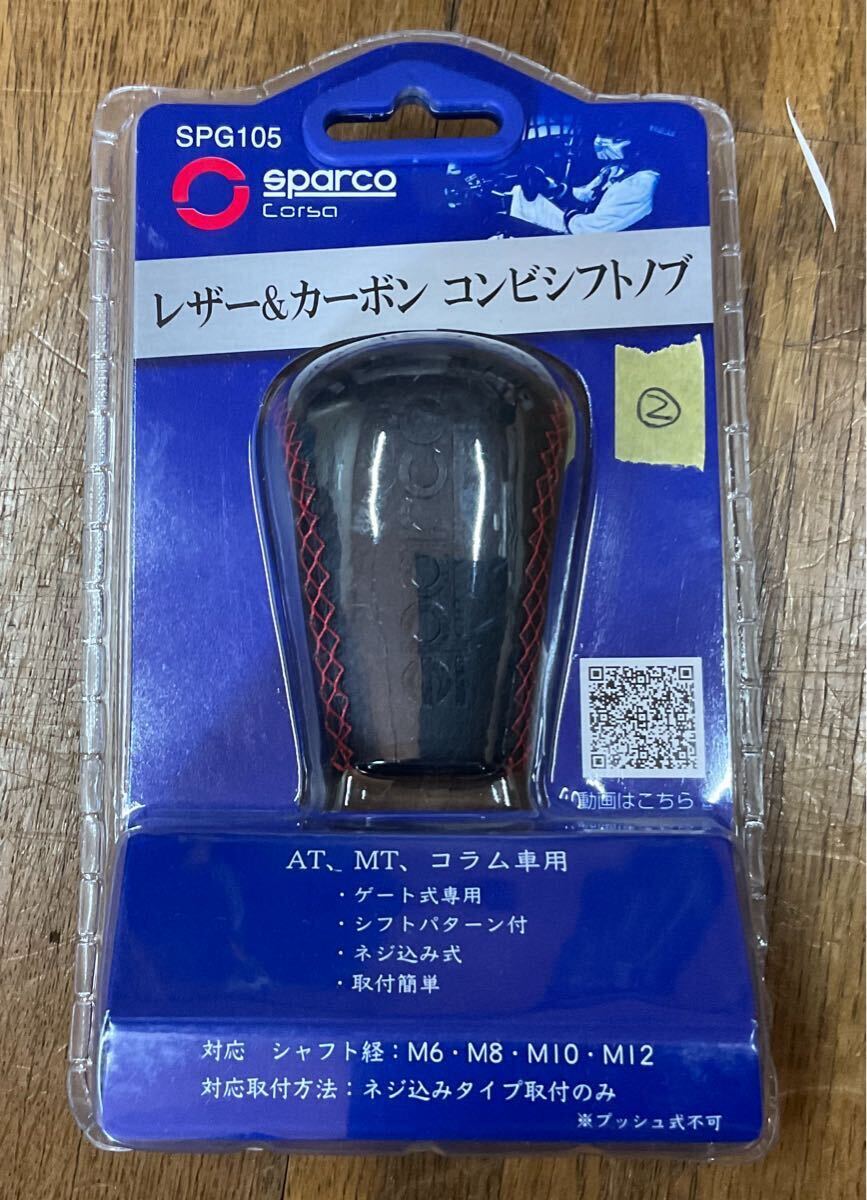 SPG105
sparco
Corsa
レザー&カーボン コンビシフトノブ
②
sparco
動画はこちら
AT、MT、コラム車用
・ゲート式専用
・シフトパターン付
・ネジ込み式
・取付簡単
対応 シャフト経：M6・M8・M10・M12
対応取付方法：ネジ込みタイプ取付のみ
※プッシュ式不可